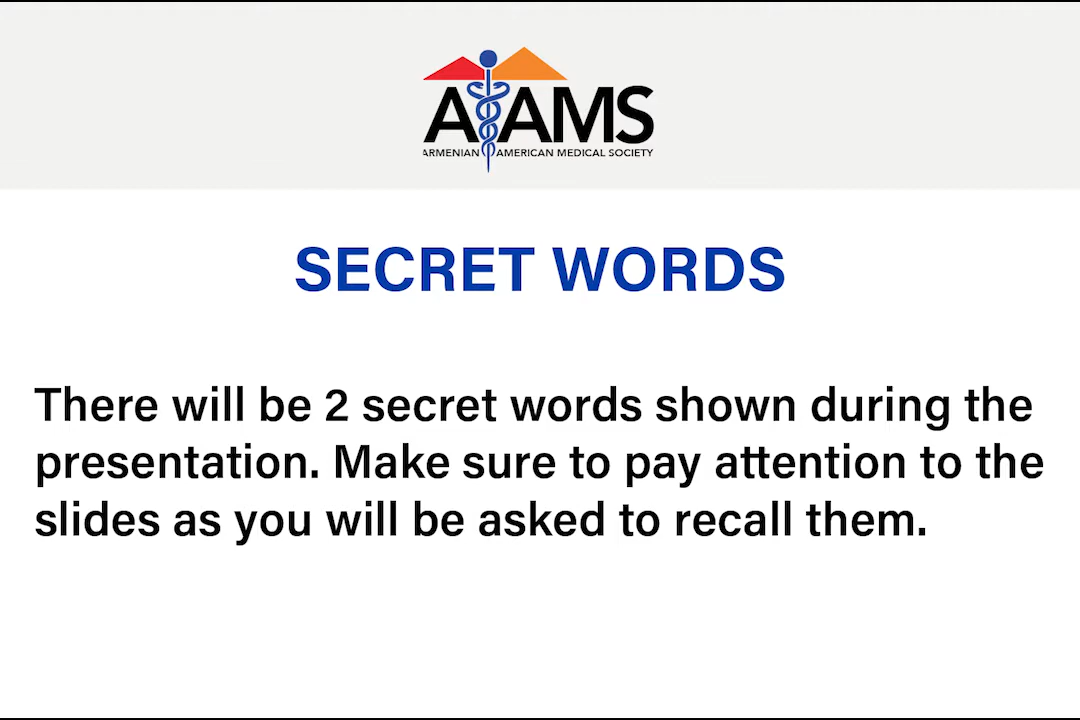 AAMS
ARMENIAN AMERICAN MEDICAL SOCIETY
SECRET WORDS
There will be 2 secret words shown during the
presentation. Make sure to pay attention to the
slides as you will be asked to recall them.